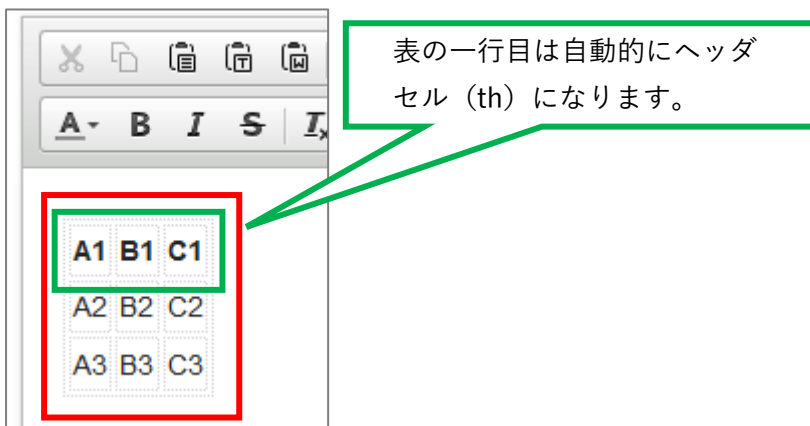 表の一行目は自動的にヘッダ
セル（th）になります。
A B I S Ix
A1 B1 C1
A2 B2 C2
A3 B3 C3